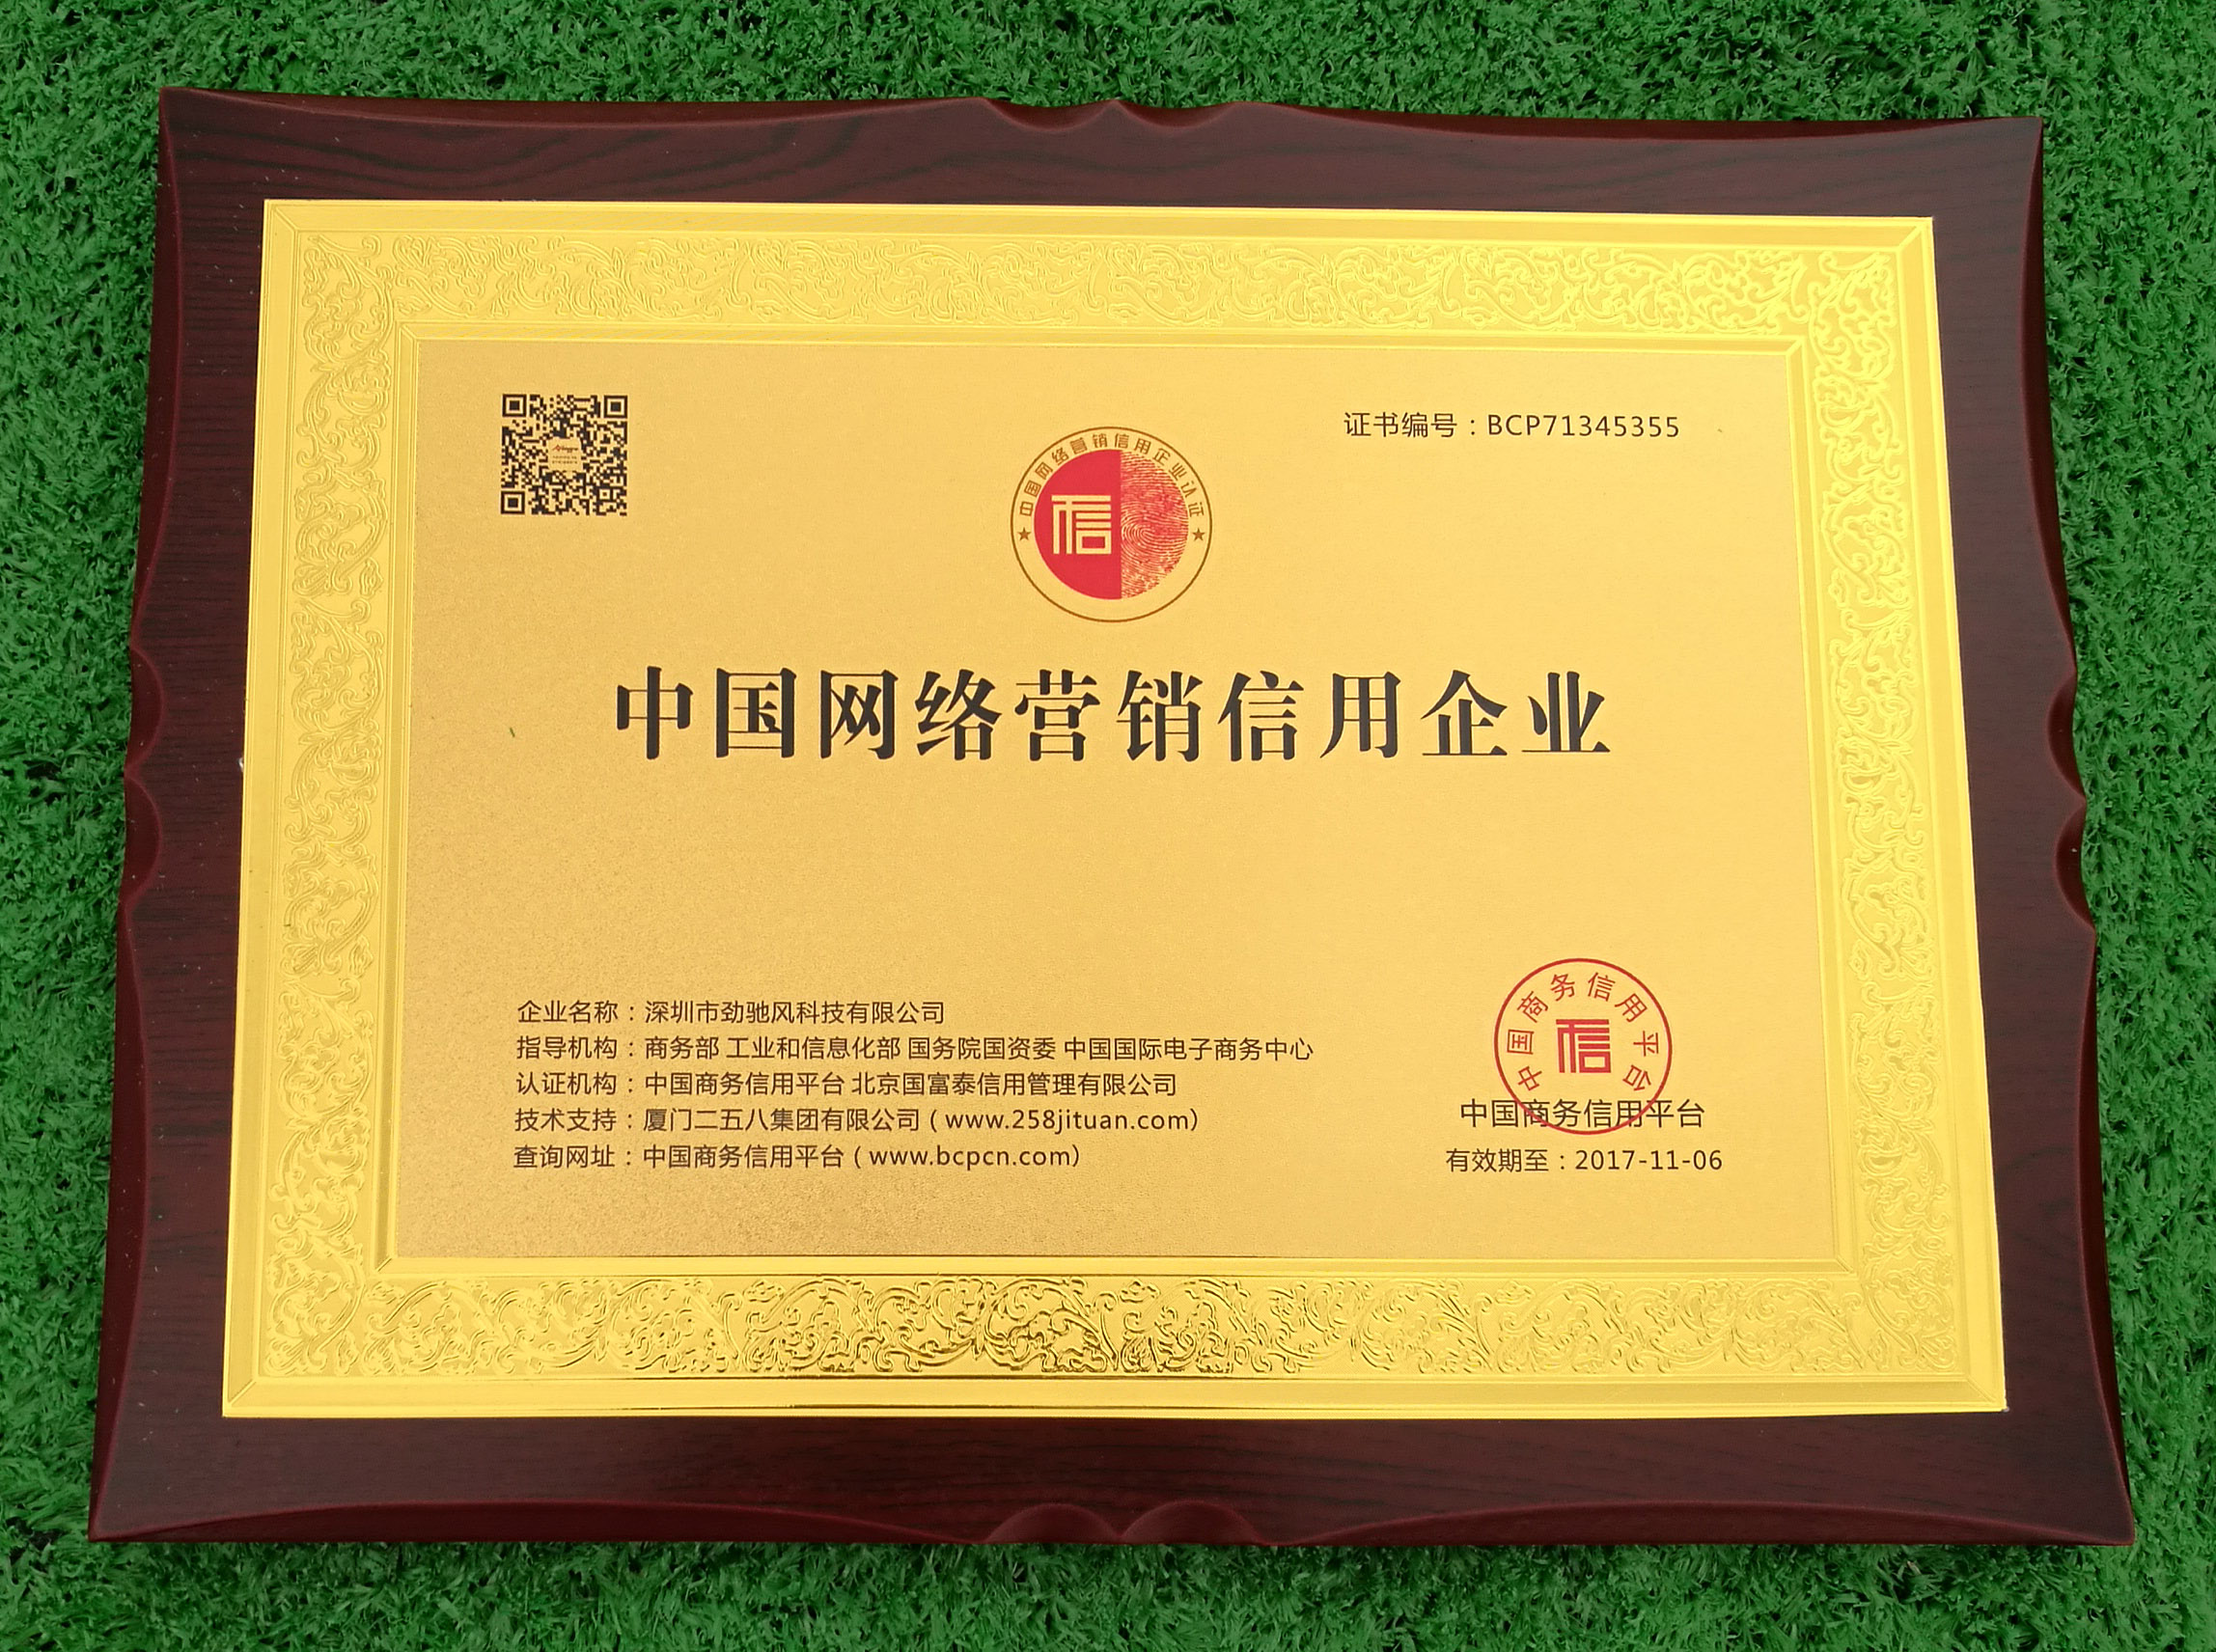 证书编号：BCP71345355
中国网络营销信用企业认证
信
中国网络营销信用企业
企业名称：深圳市劲驰风科技有限公司
指导机构：商务部 工业和信息化部 国务院国资委 中国国际电子商务中心
认证机构：中国商务信用平台 北京国富泰信用管理有限公司
技术支持：厦门二五八集团有限公司（www.258jituan.com）
查询网址：中国商务信用平台（www.bcpcn.com）
中国商务信用平台
信
中国商务信用平台
有效期至：2017-11-06